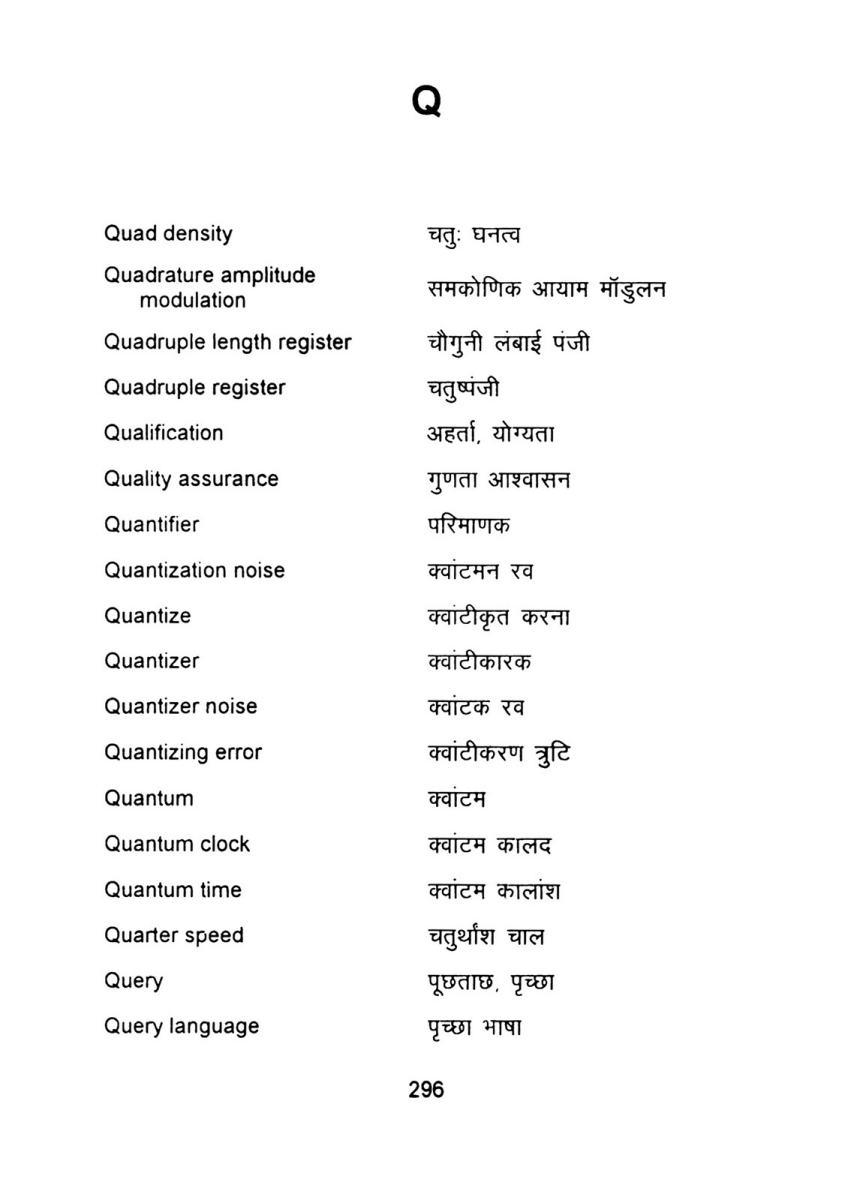 Q
Quad density चतुः घनत्व
Quadrature amplitude
modulation समकोणिक आयाम मॉडुलन
Quadruple length register चौगुनी लंबाई पंजी
Quadruple register चतुष्पंजी
Qualification अहर्ता, योग्यता
Quality assurance गुणता आश्वासन
Quantifier परिमाणक
Quantization noise क्वांटमन रव
Quantize क्वांटीकृत करना
Quantizer क्वांटीकारक
Quantizer noise क्वांटक रव
Quantizing error क्वांटीकरण त्रुटि
Quantum क्वांटम
Quantum clock क्वांटम कालद
Quantum time क्वांटम कालांश
Quarter speed चतुर्थांश चाल
Query पूछताछ, पृच्छा
Query language पृच्छा भाषा
296